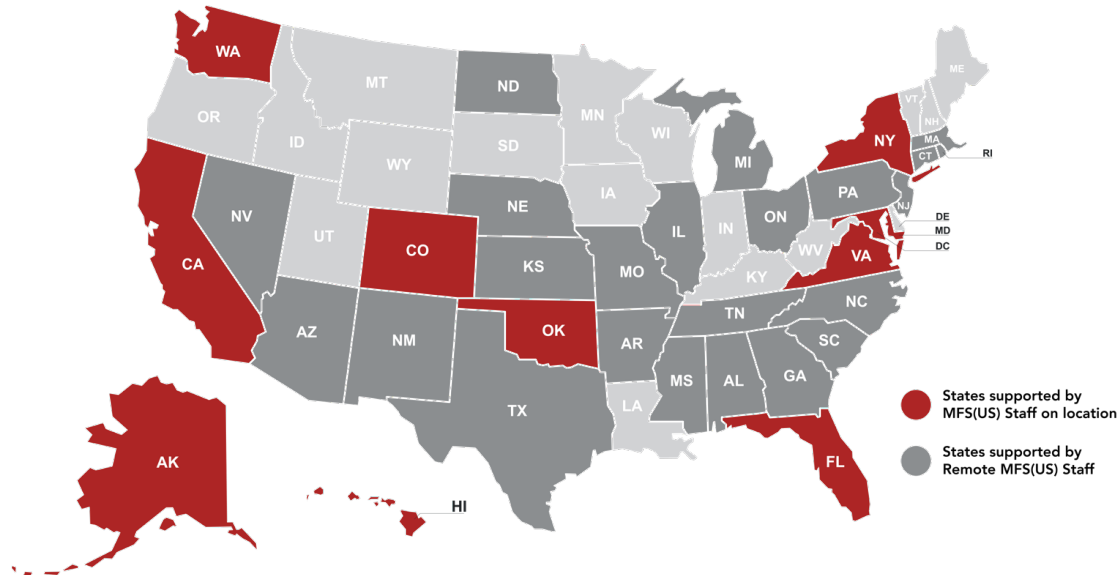 WA
MT
ND
MN
ME
OR
ID
SD
WI
VT
NH
WY
MI
NY
MA
CT
RI
NV
UT
CO
NE
IA
IL
IN
ON
PA
NJ
DE
MD
DC
CA
KS
MO
KY
WV
VA
AZ
NM
OK
AR
TN
NC
SC
TX
LA
MS
AL
GA
FL
AK
HI
States supported by
MFS(US) Staff on location
States supported by
Remote MFS(US) Staff